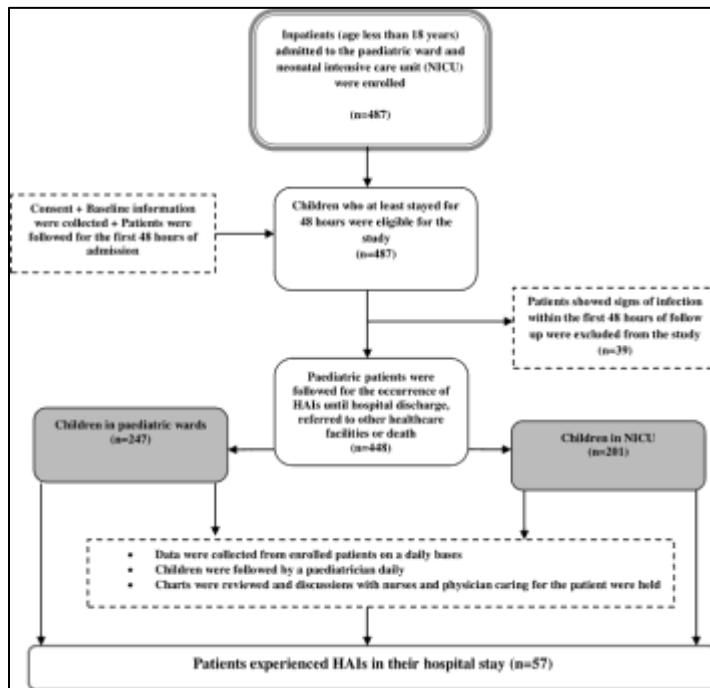 Inpatients (age less than 18 years)
admitted to the paediatric ward and
neonatal intensive care unit (NICU)
were enrolled
(n=487)
Consent + Baseline information
were collected + Patients were
followed for the first 48 hours of
admission
Children who at least stayed for
48 hours were eligible for the
study
(n=487)
Patients showed signs of infection
within the first 48 hours of follow
up were excluded from the study
(n=39)
Paediatric patients were
followed for the occurrence of
HAIs until hospital discharge,
referred to other healthcare
facilities or death
(n=448)
Children in paediatric wards
(n=247)
Children in NICU
(n=201)
• Data were collected from enrolled patients on a daily bases
• Children were followed by a paediatrician daily
• Charts were reviewed and discussions with nurses and physician caring for the patient were held
Patients experienced HAIs in their hospital stay (n=57)